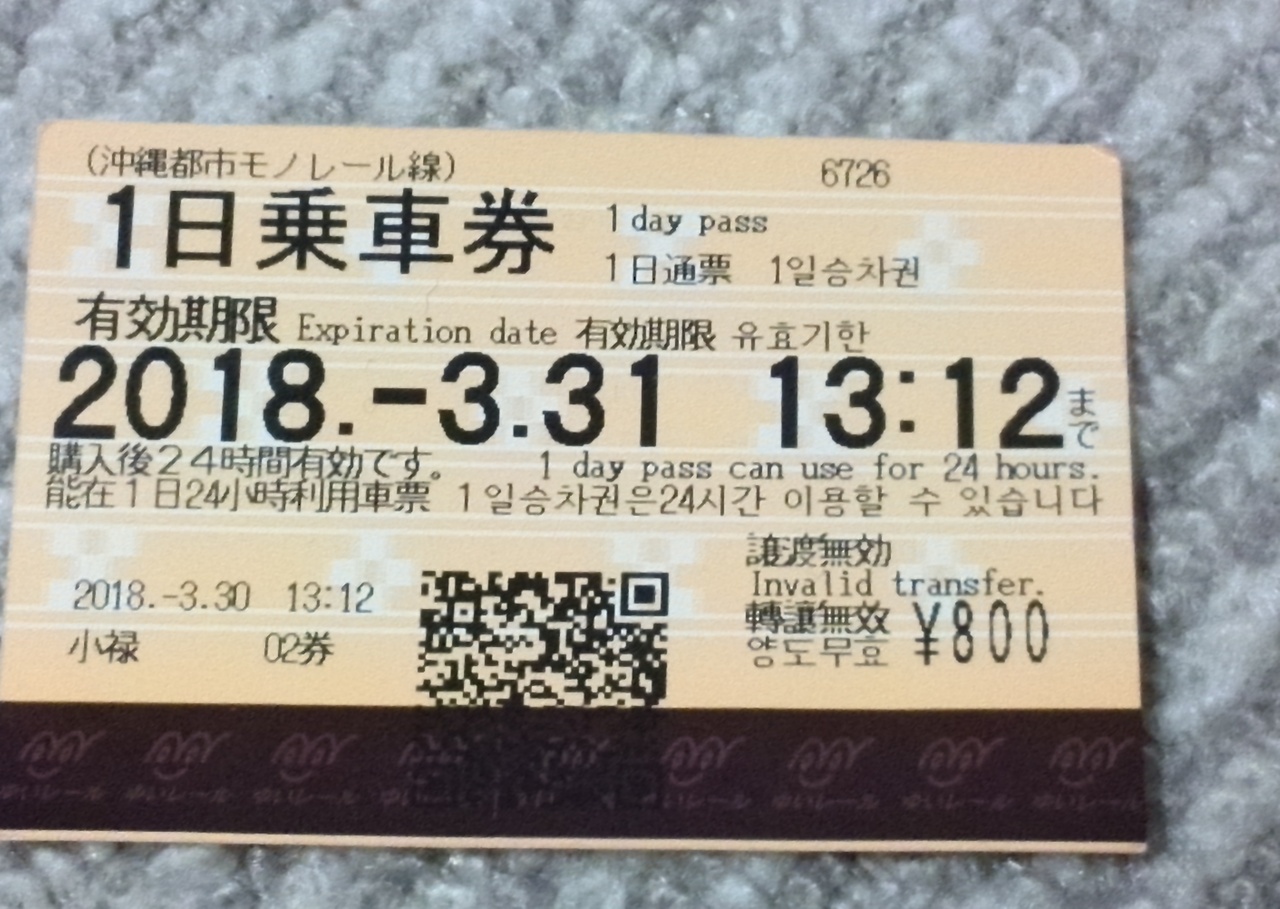 (沖縄都市モノレール線) 6726
1日乗車券 1 day pass
1日通票 1일승차권
有効期限 Expiration date 有効期限 유효기한
2018.-3.31 13:12まで
購入後24時間有効です。 1 day pass can use for 24 hours.
能在1日24小時利用車票 1일승차권은24시간 이용할 수 있습니다
譲渡無効
Invalid transfer.
轉讓無效
양도무효 ¥800
2018.-3.30 13:12
小禄 02券